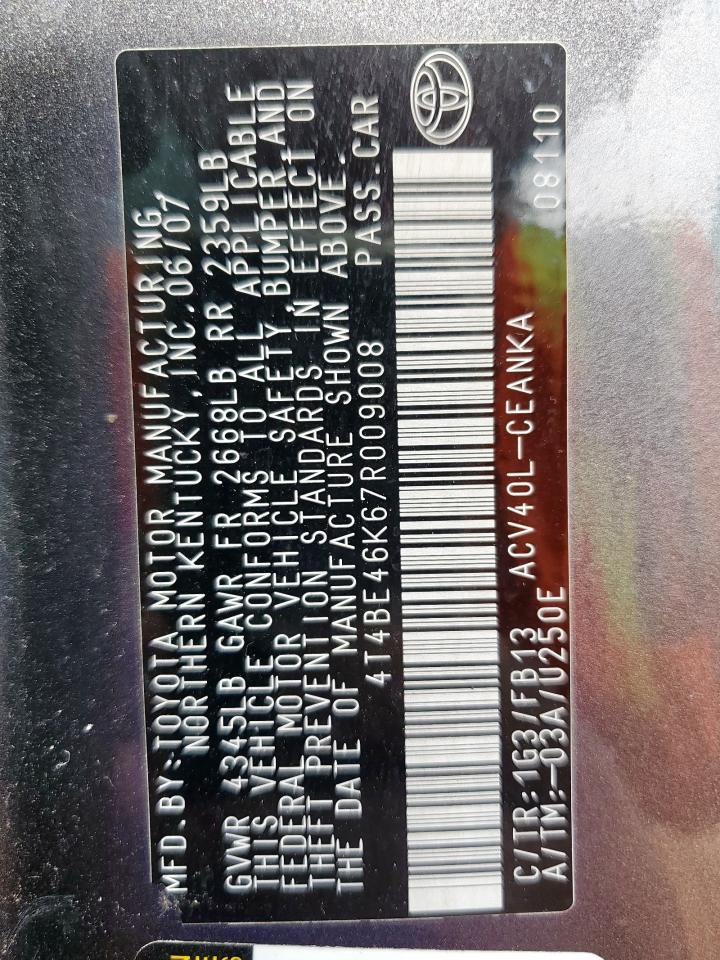 MFD.BY:TOYOTA MOTOR MANUFACTURING,
NORTHERN KENTUCKY,INC.06/07
GVWR 4345LB GAWR FR 2668LB RR 2359LB
THIS VEHICLE CONFORMS TO ALL APPLICABLE
FEDERAL MOTOR VEHICLE SAFETY,BUMPER,AND
THEFT PREVENTION STANDARDS IN EFFECT ON
THE DATE OF MANUFACTURE SHOWN ABOVE.
4T4BE46K67R009008 PASS.CAR
C/TR:1G3/FB13 ACV40L-CEANKA
A/TM:-03A/U250E 08110